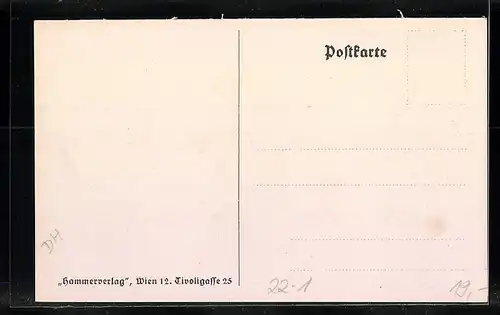 Postkarte
DH
„Hammerverlag", Wien 12. Tivoligasse 25
22-1
19,-